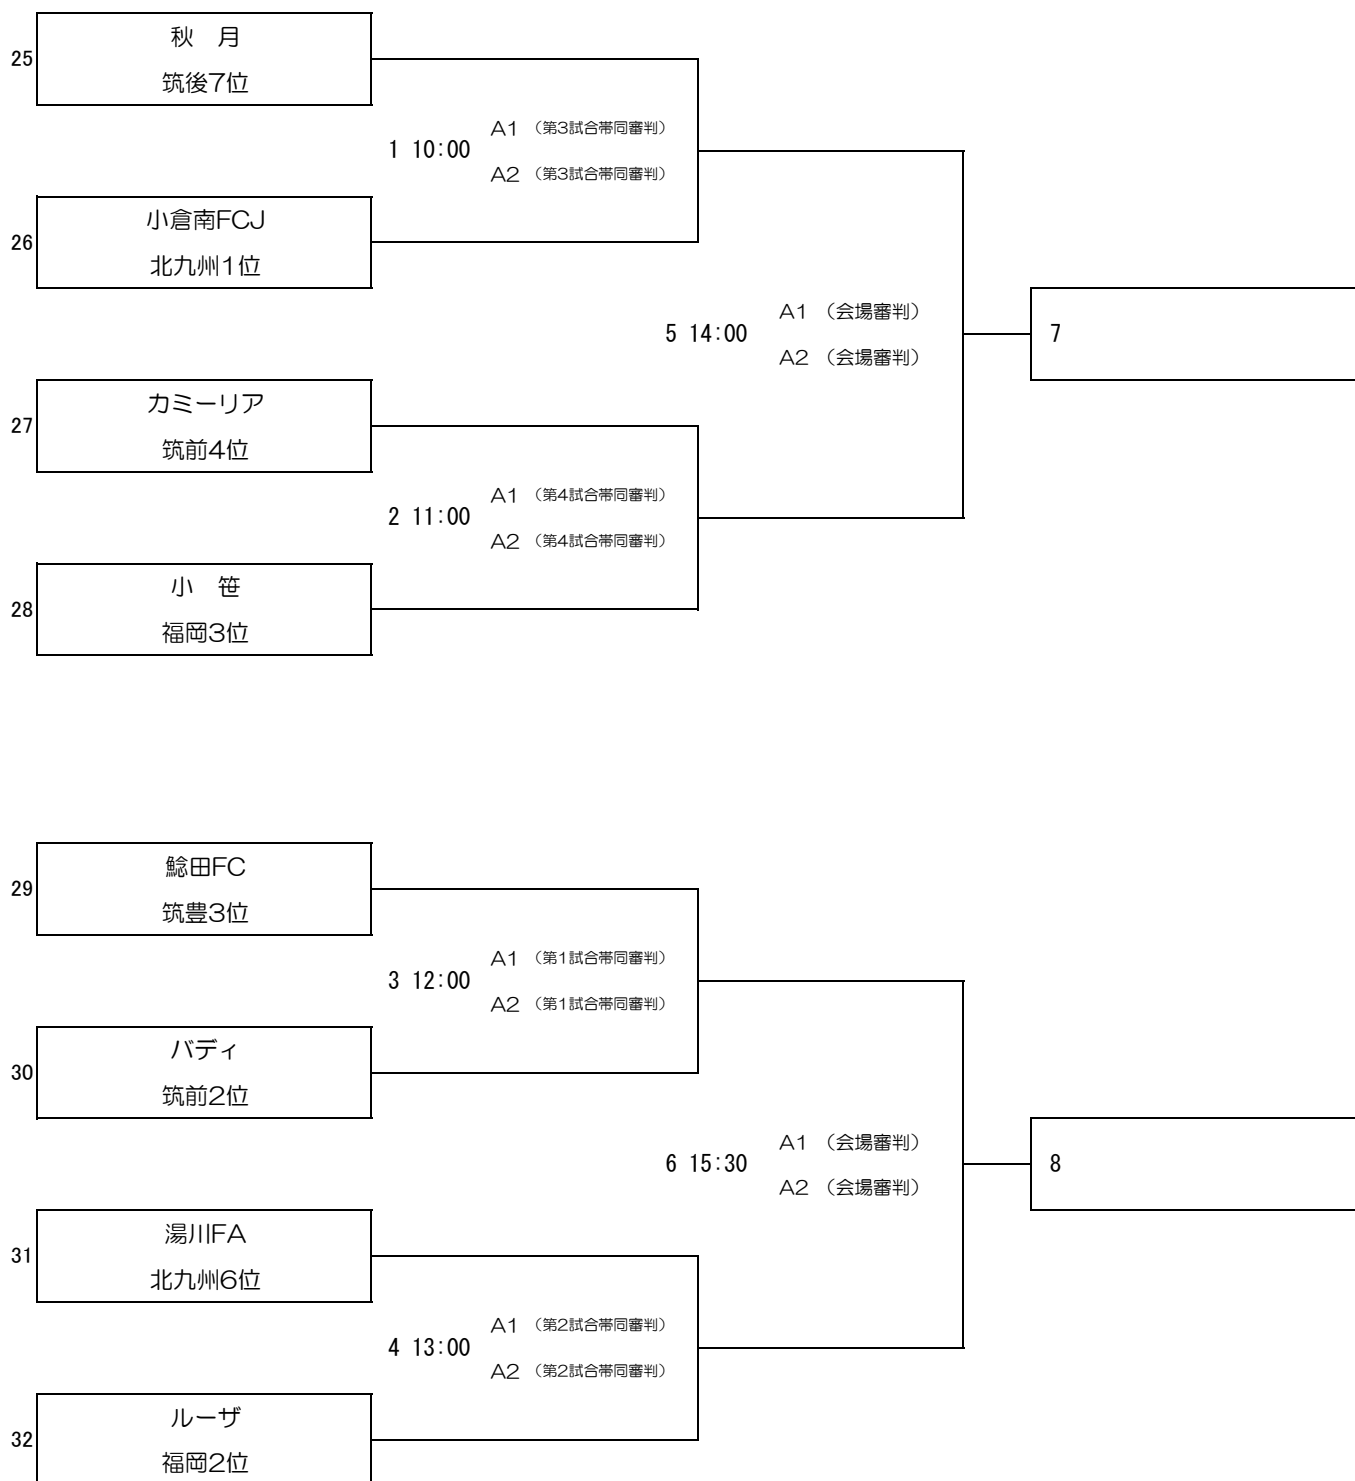 秋　月
25
筑後7位
A1 （第3試合帯同審判）
1 10:00
A2 （第3試合帯同審判）
小倉南FCJ
26
北九州1位
A1 （会場審判）
5 14:00
7
A2 （会場審判）
カミーリア
27
筑前4位
A1 （第4試合帯同審判）
2 11:00
A2 （第4試合帯同審判）
小　笹
28
福岡3位
鯰田FC
29
筑豊3位
A1 （第1試合帯同審判）
3 12:00
A2 （第1試合帯同審判）
バディ
30
筑前2位
A1 （会場審判）
6 15:30
8
A2 （会場審判）
湯川FA
31
北九州6位
A1 （第2試合帯同審判）
4 13:00
A2 （第2試合帯同審判）
ルーザ
32
福岡2位